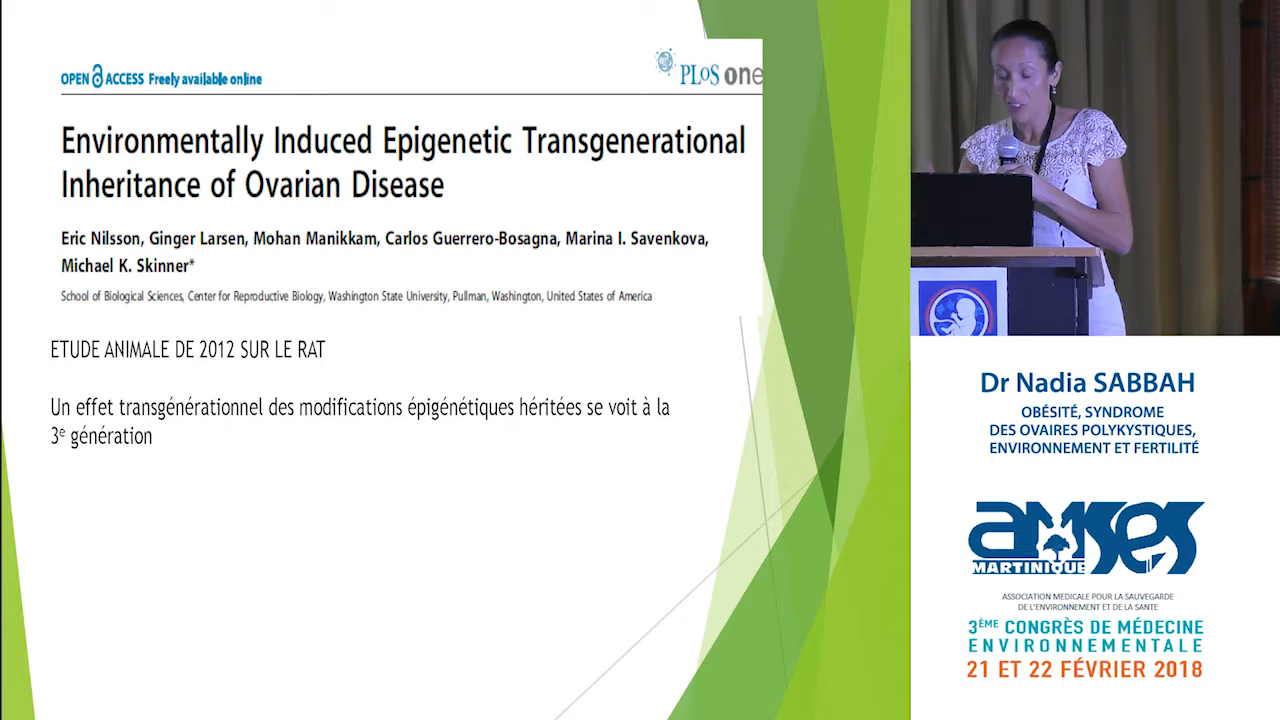 OPEN ACCESS Freely available online
PLoS one
Environmentally Induced Epigenetic Transgenerational
Inheritance of Ovarian Disease
Eric Nilsson, Ginger Larsen, Mohan Manikkam, Carlos Guerrero-Bosagna, Marina I. Savenkova,
Michael K. Skinner*
School of Biological Sciences, Center for Reproductive Biology, Washington State University, Pullman, Washington, United States of America
ETUDE ANIMALE DE 2012 SUR LE RAT
Un effet transgénérationnel des modifications épigénétiques héritées se voit à la
3e génération
Dr Nadia SABBAH
OBÉSITÉ, SYNDROME
DES OVAIRES POLYKYSTIQUES,
ENVIRONNEMENT ET FERTILITÉ
AMSES
MARTINIQUE
ASSOCIATION MEDICALE POUR LA SAUVEGARDE
DE L'ENVIRONNEMENT ET DE LA SANTE
3ÈME CONGRÈS DE MÉDECINE
ENVIRONNEMENTALE
21 ET 22 FÉVRIER 2018